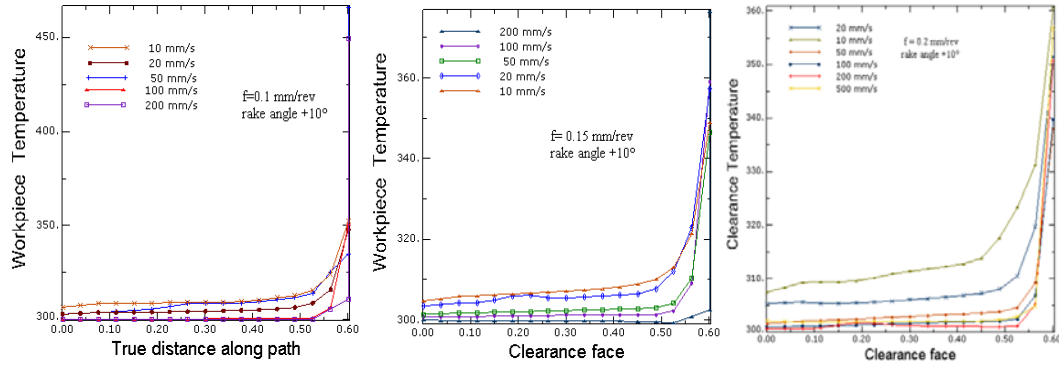 Workpiece Temperature
450.
400.
350.
300.
10 mm/s
20 mm/s
50 mm/s
100 mm/s
200 mm/s
f=0.1 mm/rev
rake angle +10°
0.00 0.10 0.20 0.30 0.40 0.50 0.60
True distance along path
Workpiece Temperature
360.
340.
320.
300.
200 mm/s
100 mm/s
50 mm/s
20 mm/s
10 mm/s
f= 0.15 mm/rev
rake angle +10°
0.00 0.10 0.20 0.30 0.40 0.50 0.60
Clearance face
Clearance Temperature
360.
350.
340.
330.
320.
310.
300.
20 mm/s
10 mm/s
50 mm/s
100 mm/s
200 mm/s
500 mm/s
f = 0.2 mm/rev
rake angle +10°
0.00 0.10 0.20 0.30 0.40 0.50 0.60
Clearance face